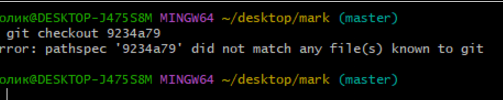 олик@DESKTOP-J475S8M MINGW64 ~/desktop/mark (master)
git checkout 9234a79
rror: pathspec '9234a79' did not match any file(s) known to git
олик@DESKTOP-J475S8M MINGW64 ~/desktop/mark (master)